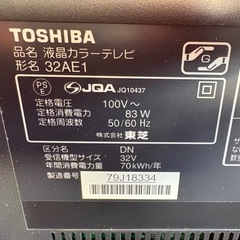 TOSHIBA
品名 液晶カラーテレビ
形名 32AE1
G
PS
E
JQA JQ10437
定格電圧: 100V~
定格消費電力: 83 W
定格周波数: 50/60 Hz
株式会社 東芝
区分名: DN
受信機型サイズ: 32V
年間消費電力量: 70 kWh/年
製造番号: 79J18334